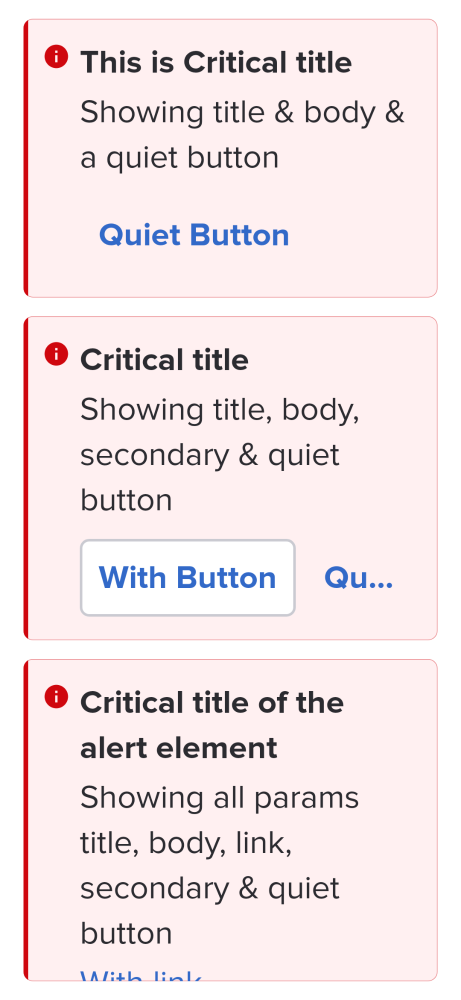 This is Critical title
Showing title & body &
a quiet button
Quiet Button
Critical title
Showing title, body,
secondary & quiet
button
With Button
Qu...
Critical title of the
alert element
Showing all params
title, body, link,
secondary & quiet
button
With link